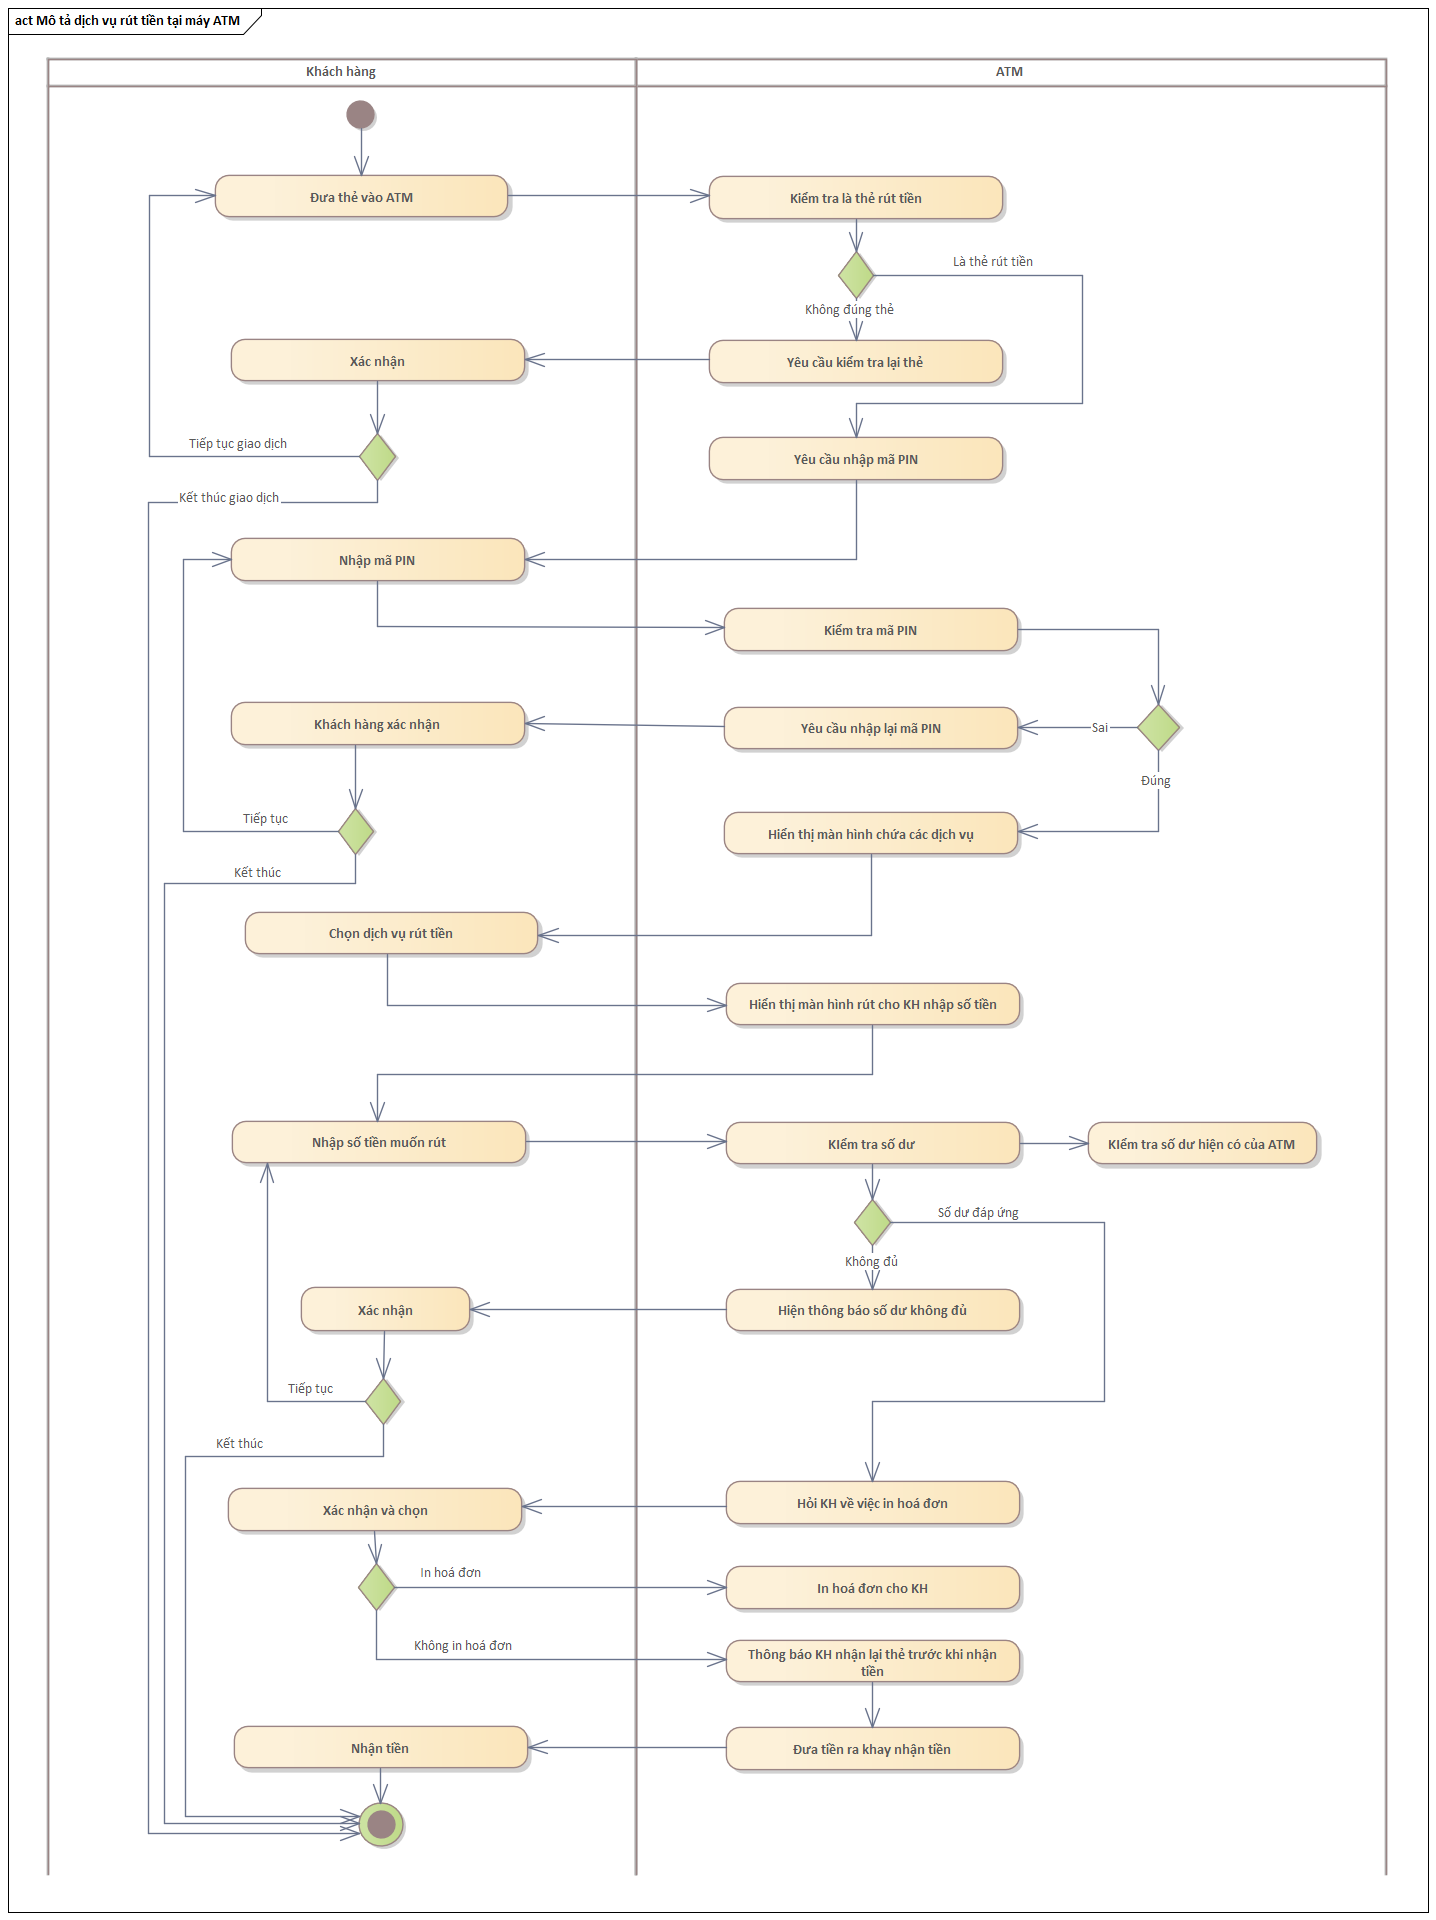 act Mô tả dịch vụ rút tiền tại máy ATM
Khách hàng
ATM
Đưa thẻ vào ATM
Kiểm tra là thẻ rút tiền
Là thẻ rút tiền
Không đúng thẻ
Xác nhận
Yêu cầu kiểm tra lại thẻ
Tiếp tục giao dịch
Yêu cầu nhập mã PIN
Kết thúc giao dịch
Nhập mã PIN
Kiểm tra mã PIN
Khách hàng xác nhận
Yêu cầu nhập lại mã PIN
Sai
Đúng
Tiếp tục
Hiển thị màn hình chứa các dịch vụ
Kết thúc
Chọn dịch vụ rút tiền
Hiển thị màn hình rút cho KH nhập số tiền
Nhập số tiền muốn rút
KIểm tra số dư
KIểm tra số dư hiện có của ATM
Số dư đáp ứng
Không đủ
Xác nhận
Hiện thông báo số dư không đủ
Tiếp tục
Kết thúc
Xác nhận và chọn
Hỏi KH về việc in hoá đơn
In hoá đơn
In hoá đơn cho KH
Không in hoá đơn
Thông báo KH nhận lại thẻ trước khi nhận
tiền
Nhận tiền
Đưa tiền ra khay nhận tiền